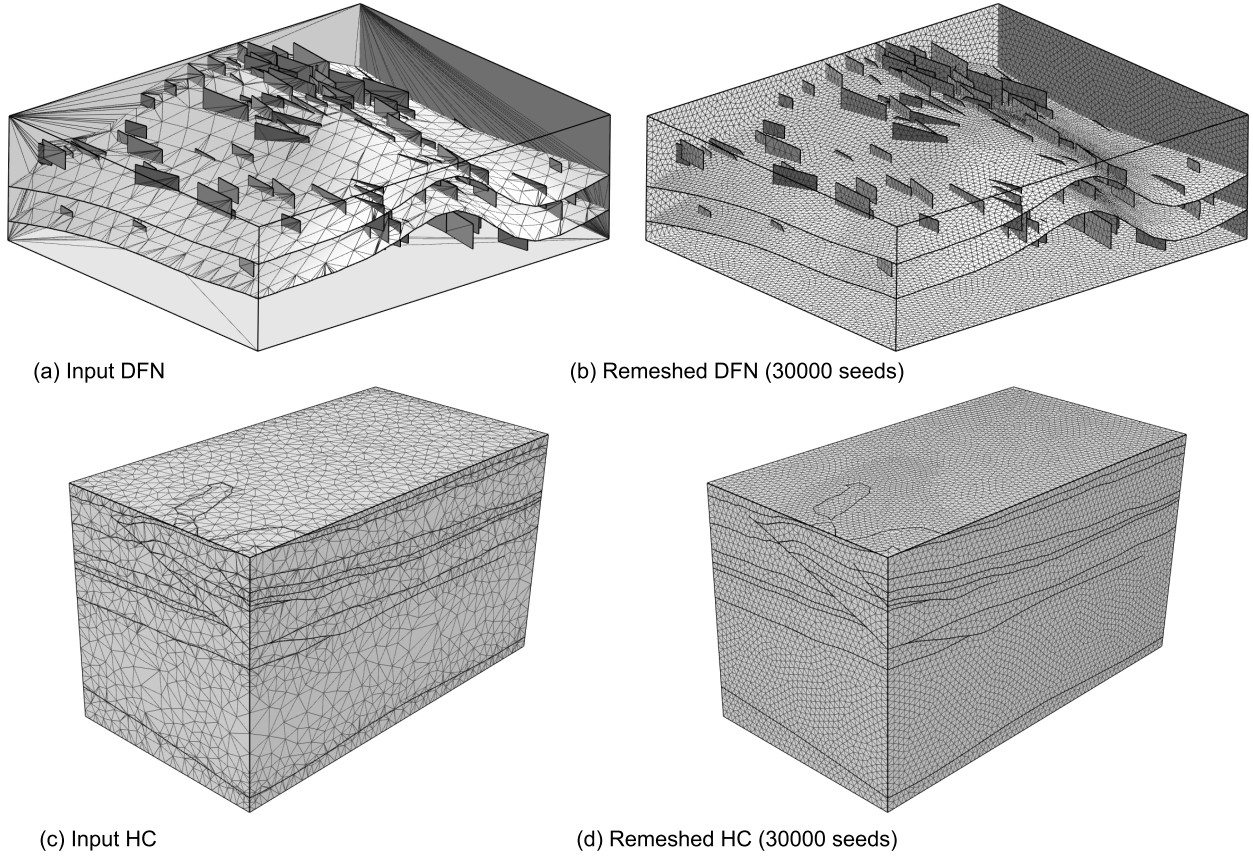 (a) Input DFN
(b) Remeshed DFN (30000 seeds)
(c) Input HC
(d) Remeshed HC (30000 seeds)